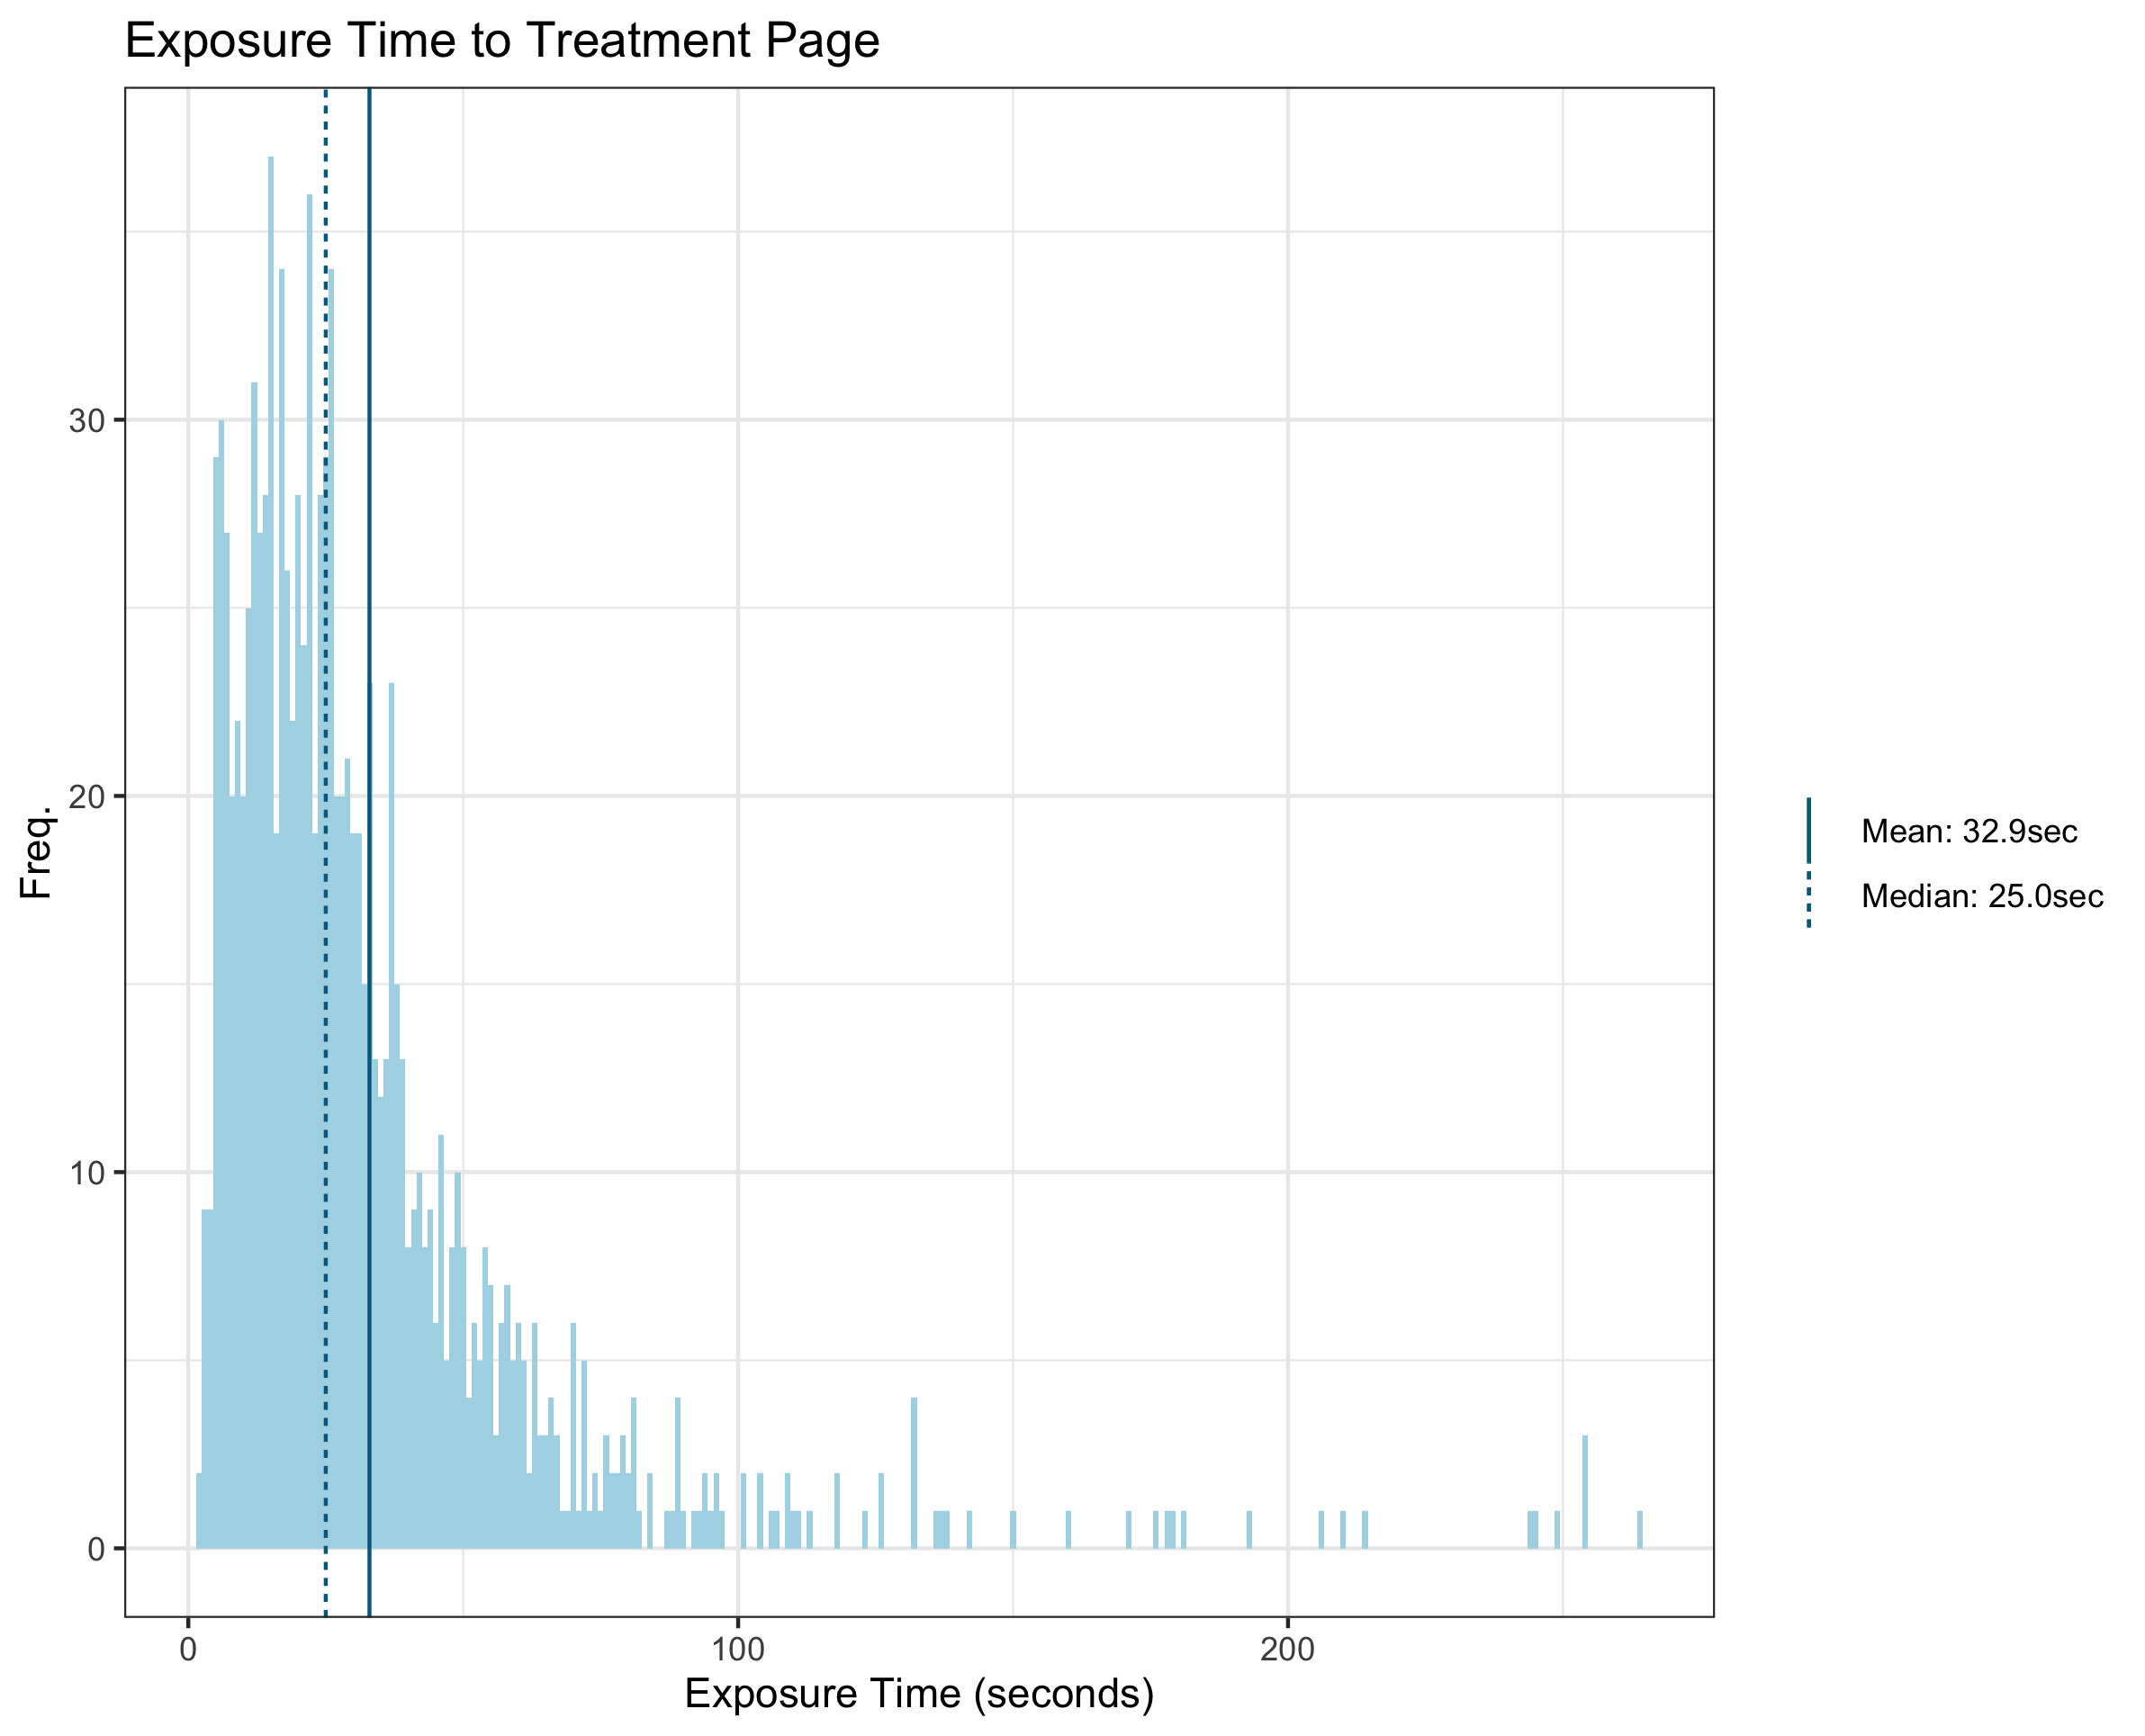 Exposure Time to Treatment Page
Freq.
30
20
10
0
0 100 200
Exposure Time (seconds)
Mean: 32.9sec
Median: 25.0sec